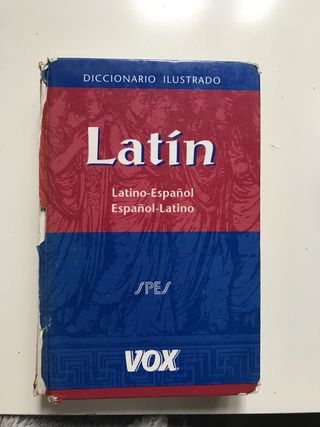 DICCIONARIO ILUSTRADO
Latín
Latino-Español
Español-Latino
SPES
VOX